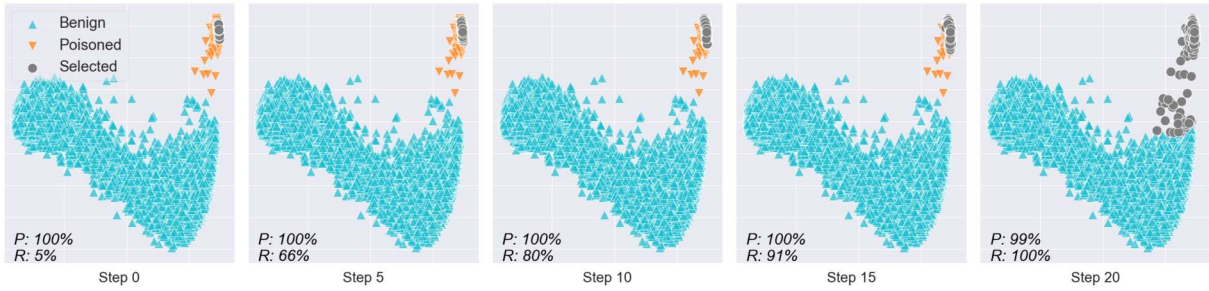 Benign
Poisoned
Selected
P: 100%
R: 5%
Step 0
P: 100%
R: 66%
Step 5
P: 100%
R: 80%
Step 10
P: 100%
R: 91%
Step 15
P: 99%
R: 100%
Step 20